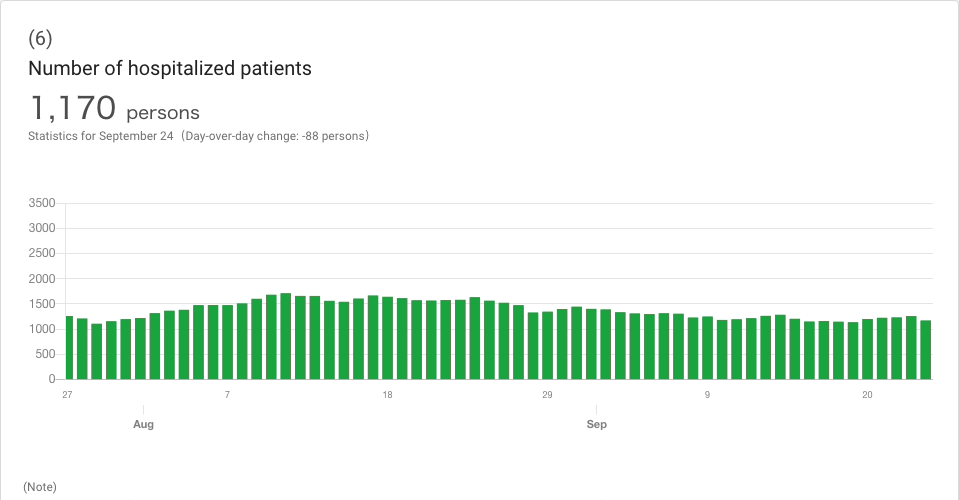 (6)
Number of hospitalized patients
1,170 persons
Statistics for September 24（Day-over-day change: -88 persons）
3500
3000
2500
2000
1500
1000
500
0
27 7 18 29 9 20
Aug Sep
(Note)